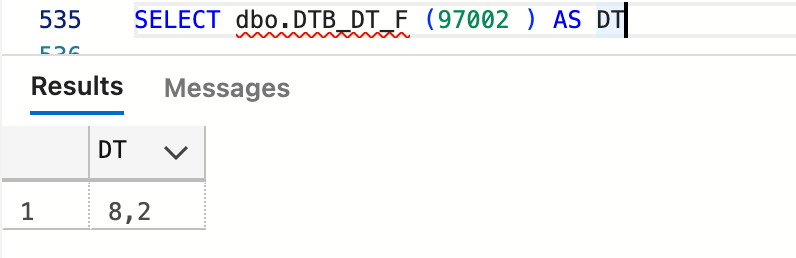 535 SELECT dbo.DTB_DT_F (97002 ) AS DT
536
Results Messages
DT
1 8,2